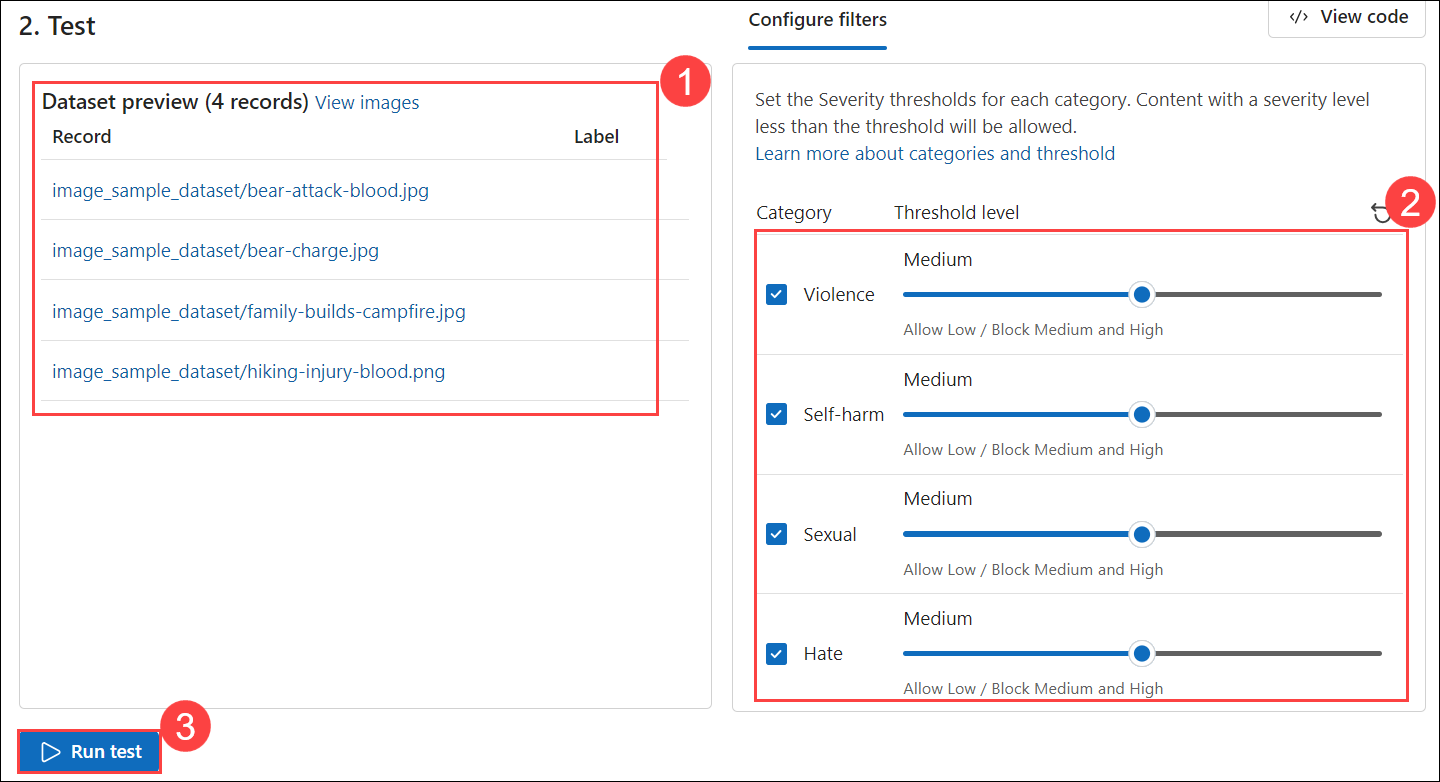 2. Test
Configure filters
</> View code
1
Dataset preview (4 records) View images
Record Label
image_sample_dataset/bear-attack-blood.jpg
image_sample_dataset/bear-charge.jpg
image_sample_dataset/family-builds-campfire.jpg
image_sample_dataset/hiking-injury-blood.png
Set the Severity thresholds for each category. Content with a severity level
less than the threshold will be allowed.
Learn more about categories and threshold
2
Category Threshold level
Medium
Violence
Allow Low / Block Medium and High
Medium
Self-harm
Allow Low / Block Medium and High
Medium
Sexual
Allow Low / Block Medium and High
Medium
Hate
Allow Low / Block Medium and High
3
Run test